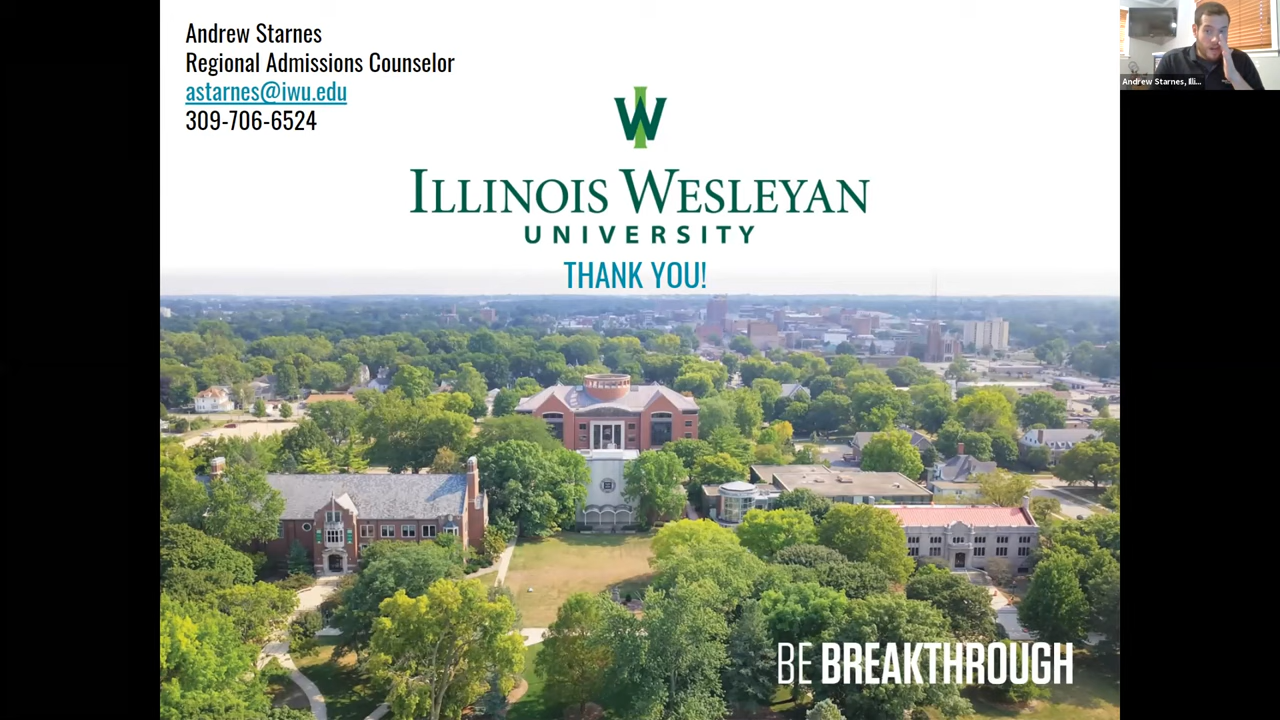 Andrew Starnes
Regional Admissions Counselor
astarnes@iwu.edu
309-706-6524
Andrew Starnes, Illi...
IW
ILLINOIS WESLEYAN
UNIVERSITY
THANK YOU!
BE BREAKTHROUGH